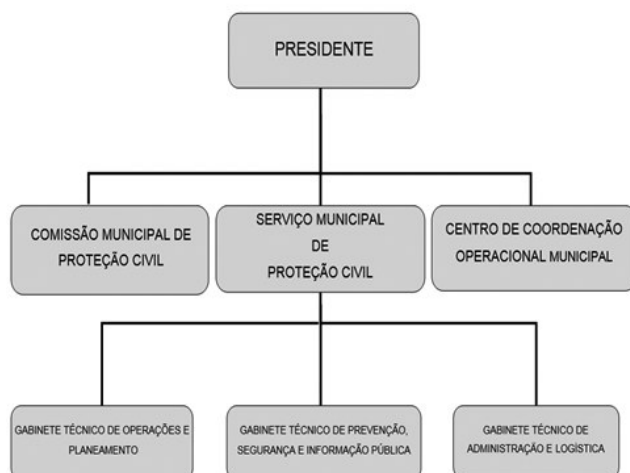 PRESIDENTE
COMISSÃO MUNICIPAL DE
PROTEÇÃO CIVIL
SERVIÇO MUNICIPAL
DE
PROTEÇÃO CIVIL
CENTRO DE COORDENAÇÃO
OPERACIONAL MUNICIPAL
GABINETE TÉCNICO DE OPERAÇÕES E
PLANEAMENTO
GABINETE TÉCNICO DE PREVENÇÃO,
SEGURANÇA E INFORMAÇÃO PÚBLICA
GABINETE TÉCNICO DE
ADMINISTRAÇÃO E LOGÍSTICA